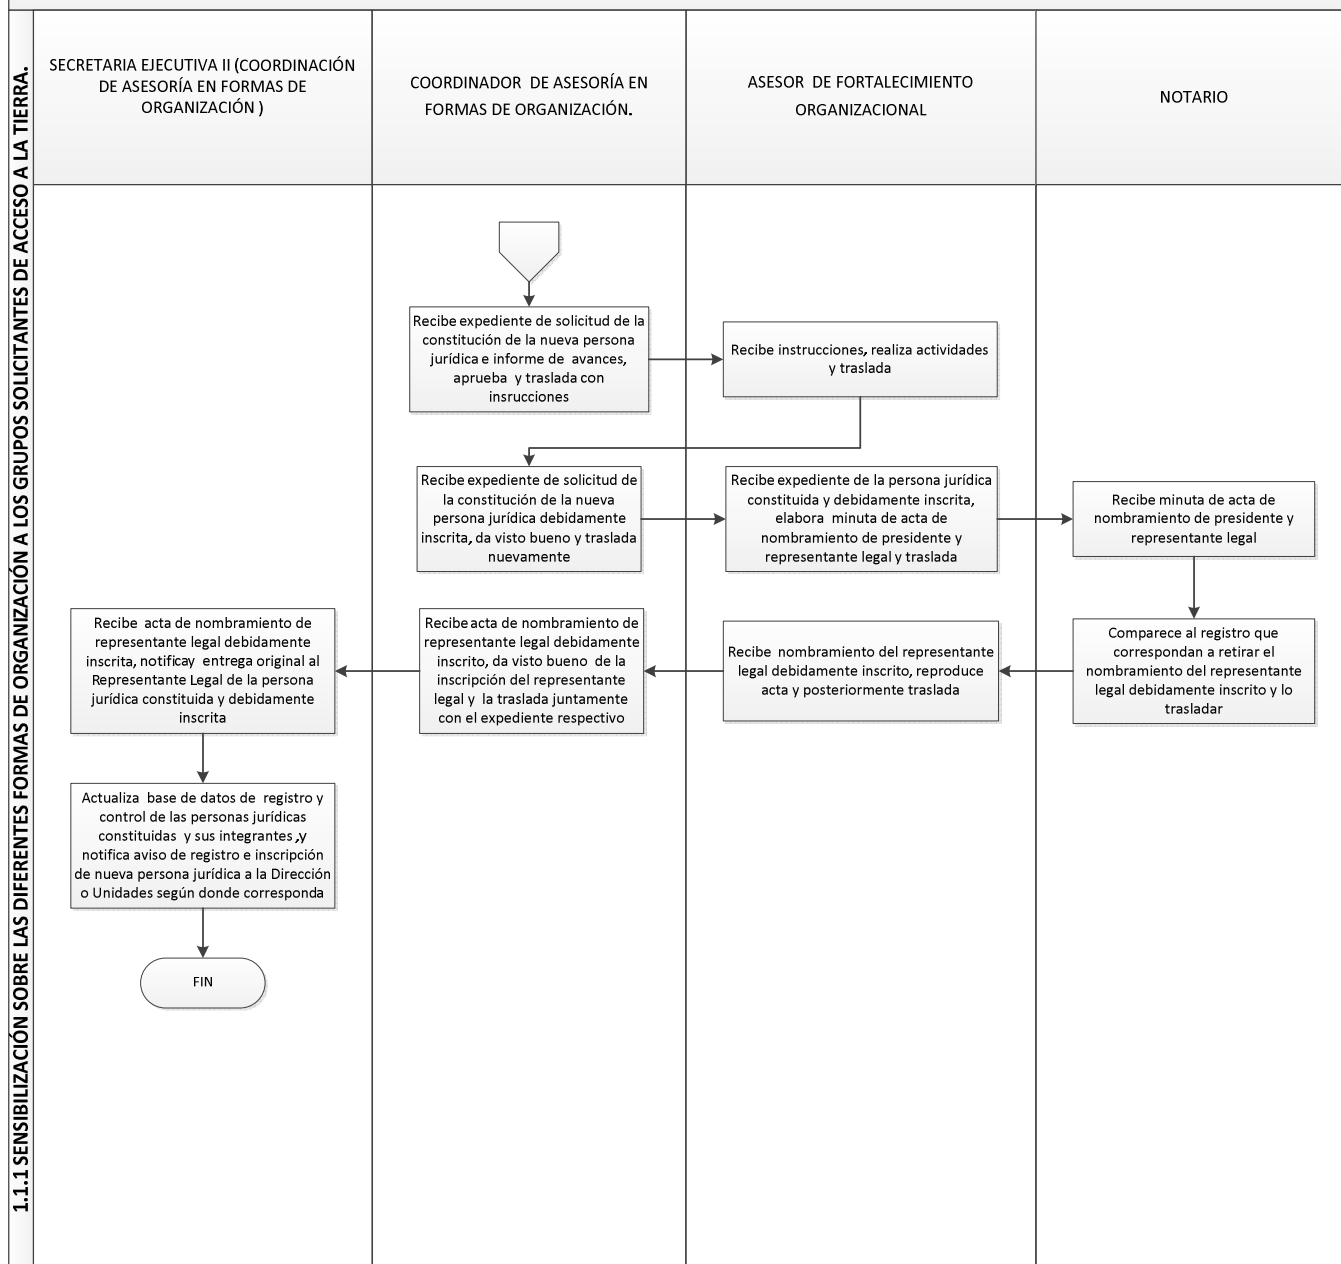 1.1.1 SENSIBILIZACIÓN SOBRE LAS DIFERENTES FORMAS DE ORGANIZACIÓN A LOS GRUPOS SOLICITANTES DE ACCESO A LA TIERRA.
SECRETARIA EJECUTIVA II (COORDINACIÓN
DE ASESORÍA EN FORMAS DE
ORGANIZACIÓN )
COORDINADOR DE ASESORÍA EN
FORMAS DE ORGANIZACIÓN.
ASESOR DE FORTALECIMIENTO
ORGANIZACIONAL
NOTARIO
Recibe expediente de solicitud de la
constitución de la nueva persona
jurídica e informe de avances,
aprueba y traslada con
insrucciones
Recibe instrucciones, realiza actividades
y traslada
Recibe expediente de solicitud de
la constitución de la nueva
persona jurídica debidamente
inscrita, da visto bueno y traslada
nuevamente
Recibe expediente de la persona jurídica
constituida y debidamente inscrita,
elabora minuta de acta de
nombramiento de presidente y
representante legal y traslada
Recibe minuta de acta de
nombramiento de presidente y
representante legal
Comparece al registro que
correspondan a retirar el
nombramiento del representante
legal debidamente inscrito y lo
trasladar
Recibe nombramiento del representante
legal debidamente inscrito, reproduce
acta y posteriormente traslada
Recibe acta de nombramiento de
representante legal debidamente
inscrito, da visto bueno de la
inscripción del representante
legal y la traslada juntamente
con el expediente respectivo
Recibe acta de nombramiento de
representante legal debidamente
inscrita, notificay entrega original al
Representante Legal de la persona
jurídica constituida y debidamente
inscrita
Actualiza base de datos de registro y
control de las personas jurídicas
constituidas y sus integrantes ,y
notifica aviso de registro e inscripción
de nueva persona jurídica a la Dirección
o Unidades según donde corresponda
FIN